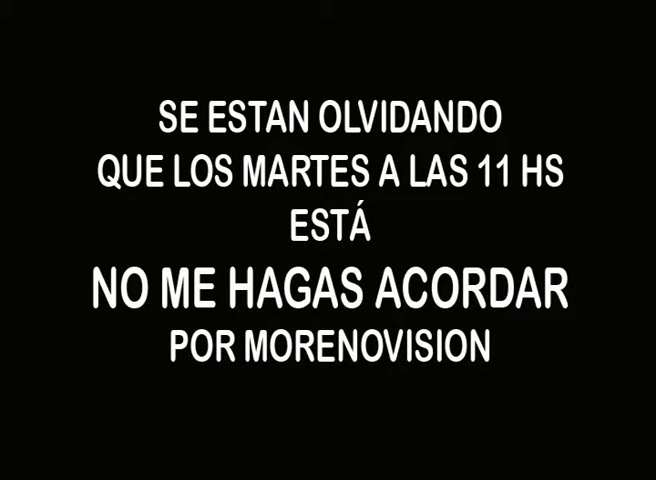 SE ESTAN OLVIDANDO
QUE LOS MARTES A LAS 11 HS
ESTÁ
NO ME HAGAS ACORDAR
POR MORENOVISION